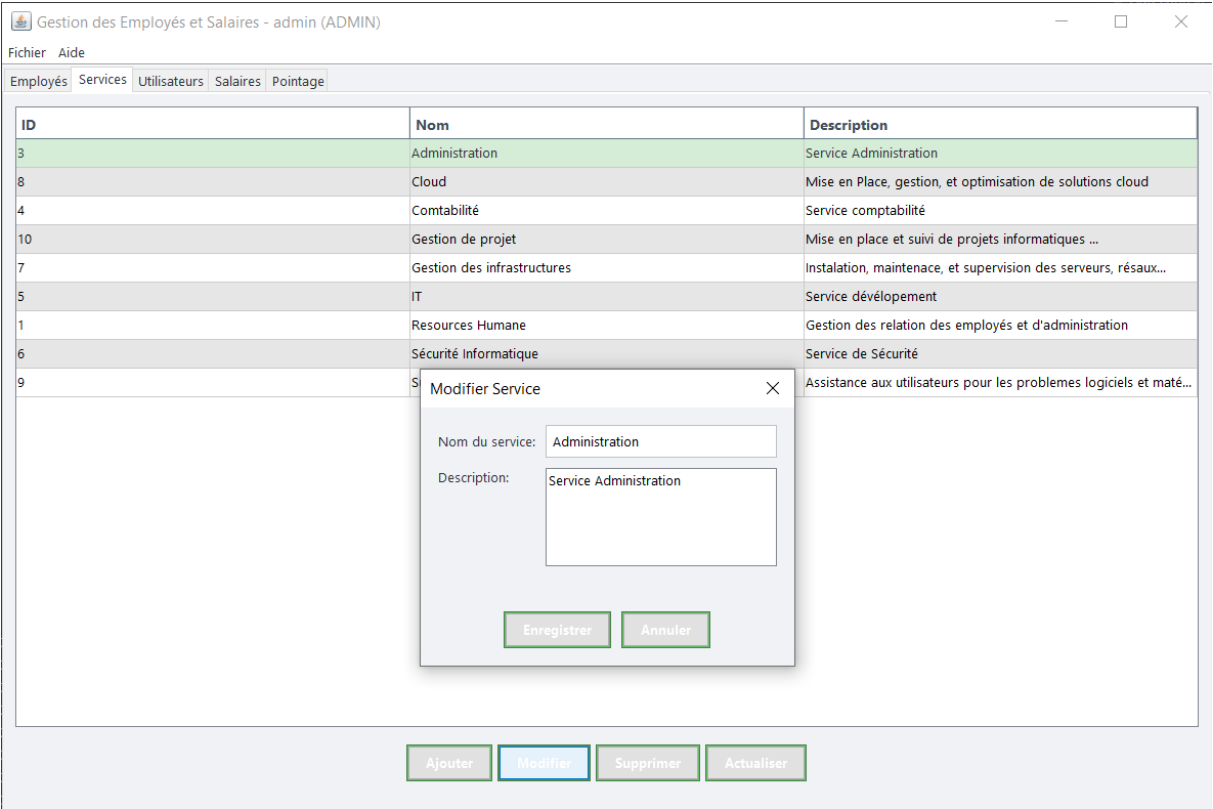 Gestion des Employés et Salaires - admin (ADMIN)
Fichier Aide
Employés Services Utilisateurs Salaires Pointage
ID Nom Description
3 Administration Service Administration
8 Cloud Mise en Place, gestion, et optimisation de solutions cloud
4 Comtabilité Service comptabilité
10 Gestion de projet Mise en place et suivi de projets informatiques ...
7 Gestion des infrastructures Instalation, maintenace, et supervision des serveurs, résaux...
5 IT Service dévélopement
1 Resources Humane Gestion des relation des employés et d'administration
6 Sécurité Informatique Service de Sécurité
9 Assistance aux utilisateurs pour les problemes logiciels et maté...
Modifier Service
Nom du service: Administration
Description: Service Administration
Enregistrer Annuler
Ajouter Modifier Supprimer Actualiser